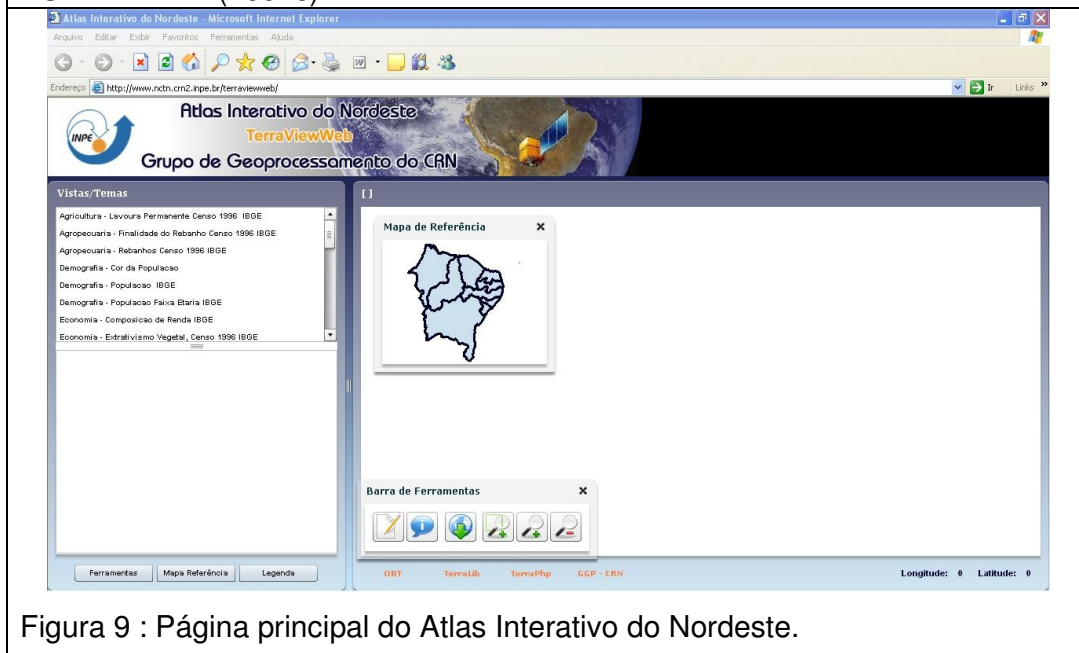 Atlas Interativo do Nordeste - Microsoft Internet Explorer
Arquivo Editar Exibir Favoritos Ferramentas Ajuda
Endereço http://www.nctn.crn2.inpe.br/terraviewweb/ Ir Links »
INPE
Atlas Interativo do Nordeste
TerraViewWeb
Grupo de Geoprocessamento do CRN
Vistas/Temas
[ ]
Agricultura - Lavoura Permanente Censo 1996 IBGE
Agropecuaria - Finalidade do Rebanho Censo 1996 IBGE
Agropecuaria - Rebanhos Censo 1996 IBGE
Demografia - Cor da Populacao
Demografia - Populacao IBGE
Demografia - Populacao Faixa Etaria IBGE
Economia - Composicao de Renda IBGE
Economia - Extrativismo Vegetal, Censo 1996 IBGE
Mapa de Referência
Barra de Ferramentas
Ferramentas Mapa Referência Legenda
OBT TerraLib TerraPhp GGP - CRN Longitude: 0 Latitude: 0
Figura 9 : Página principal do Atlas Interativo do Nordeste.